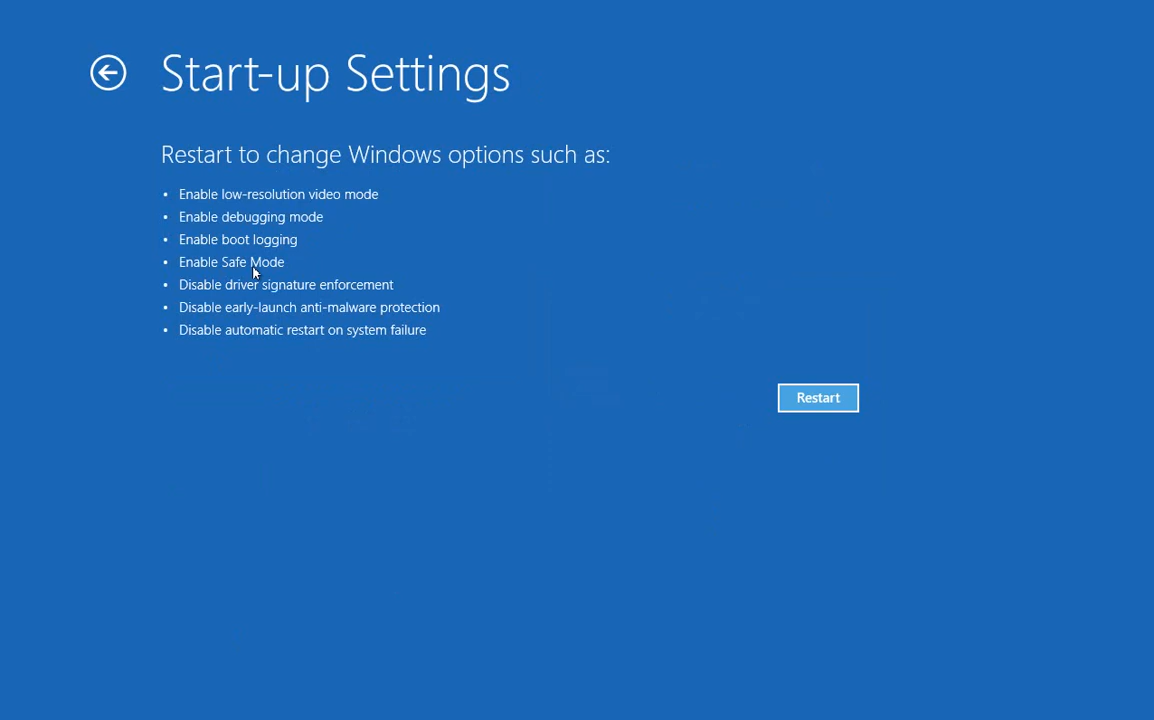 Start-up Settings
Restart to change Windows options such as:
• Enable low-resolution video mode
• Enable debugging mode
• Enable boot logging
• Enable Safe Mode
• Disable driver signature enforcement
• Disable early-launch anti-malware protection
• Disable automatic restart on system failure
Restart